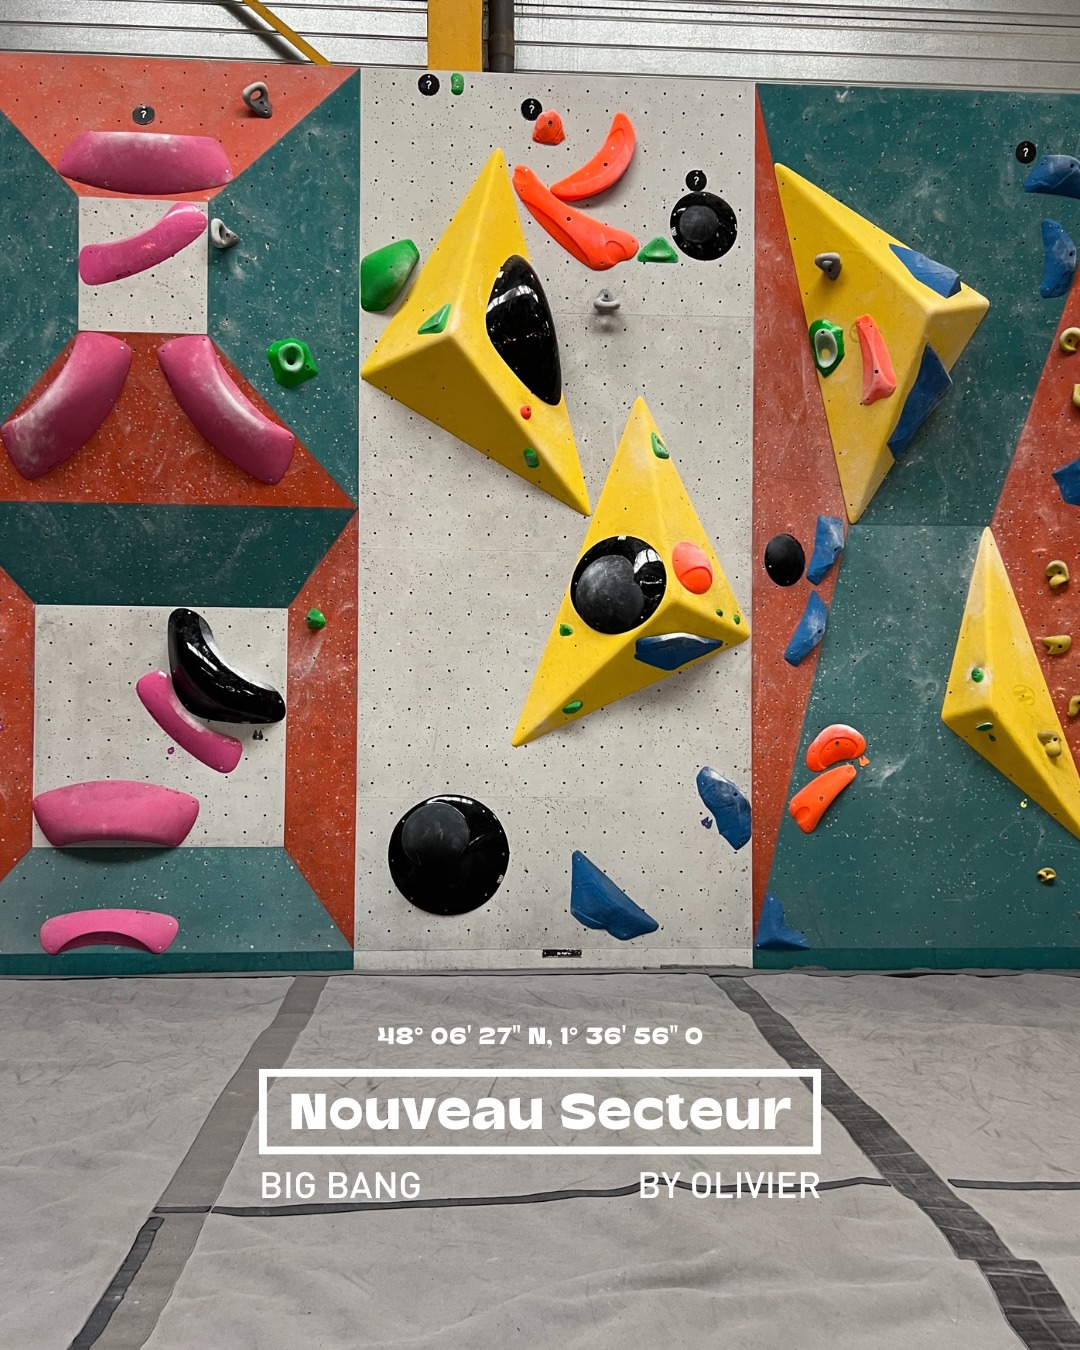 ?
?
?
?
?
48° 06' 27" N, 1° 36' 56" O
Nouveau Secteur
BIG BANG
BY OLIVIER